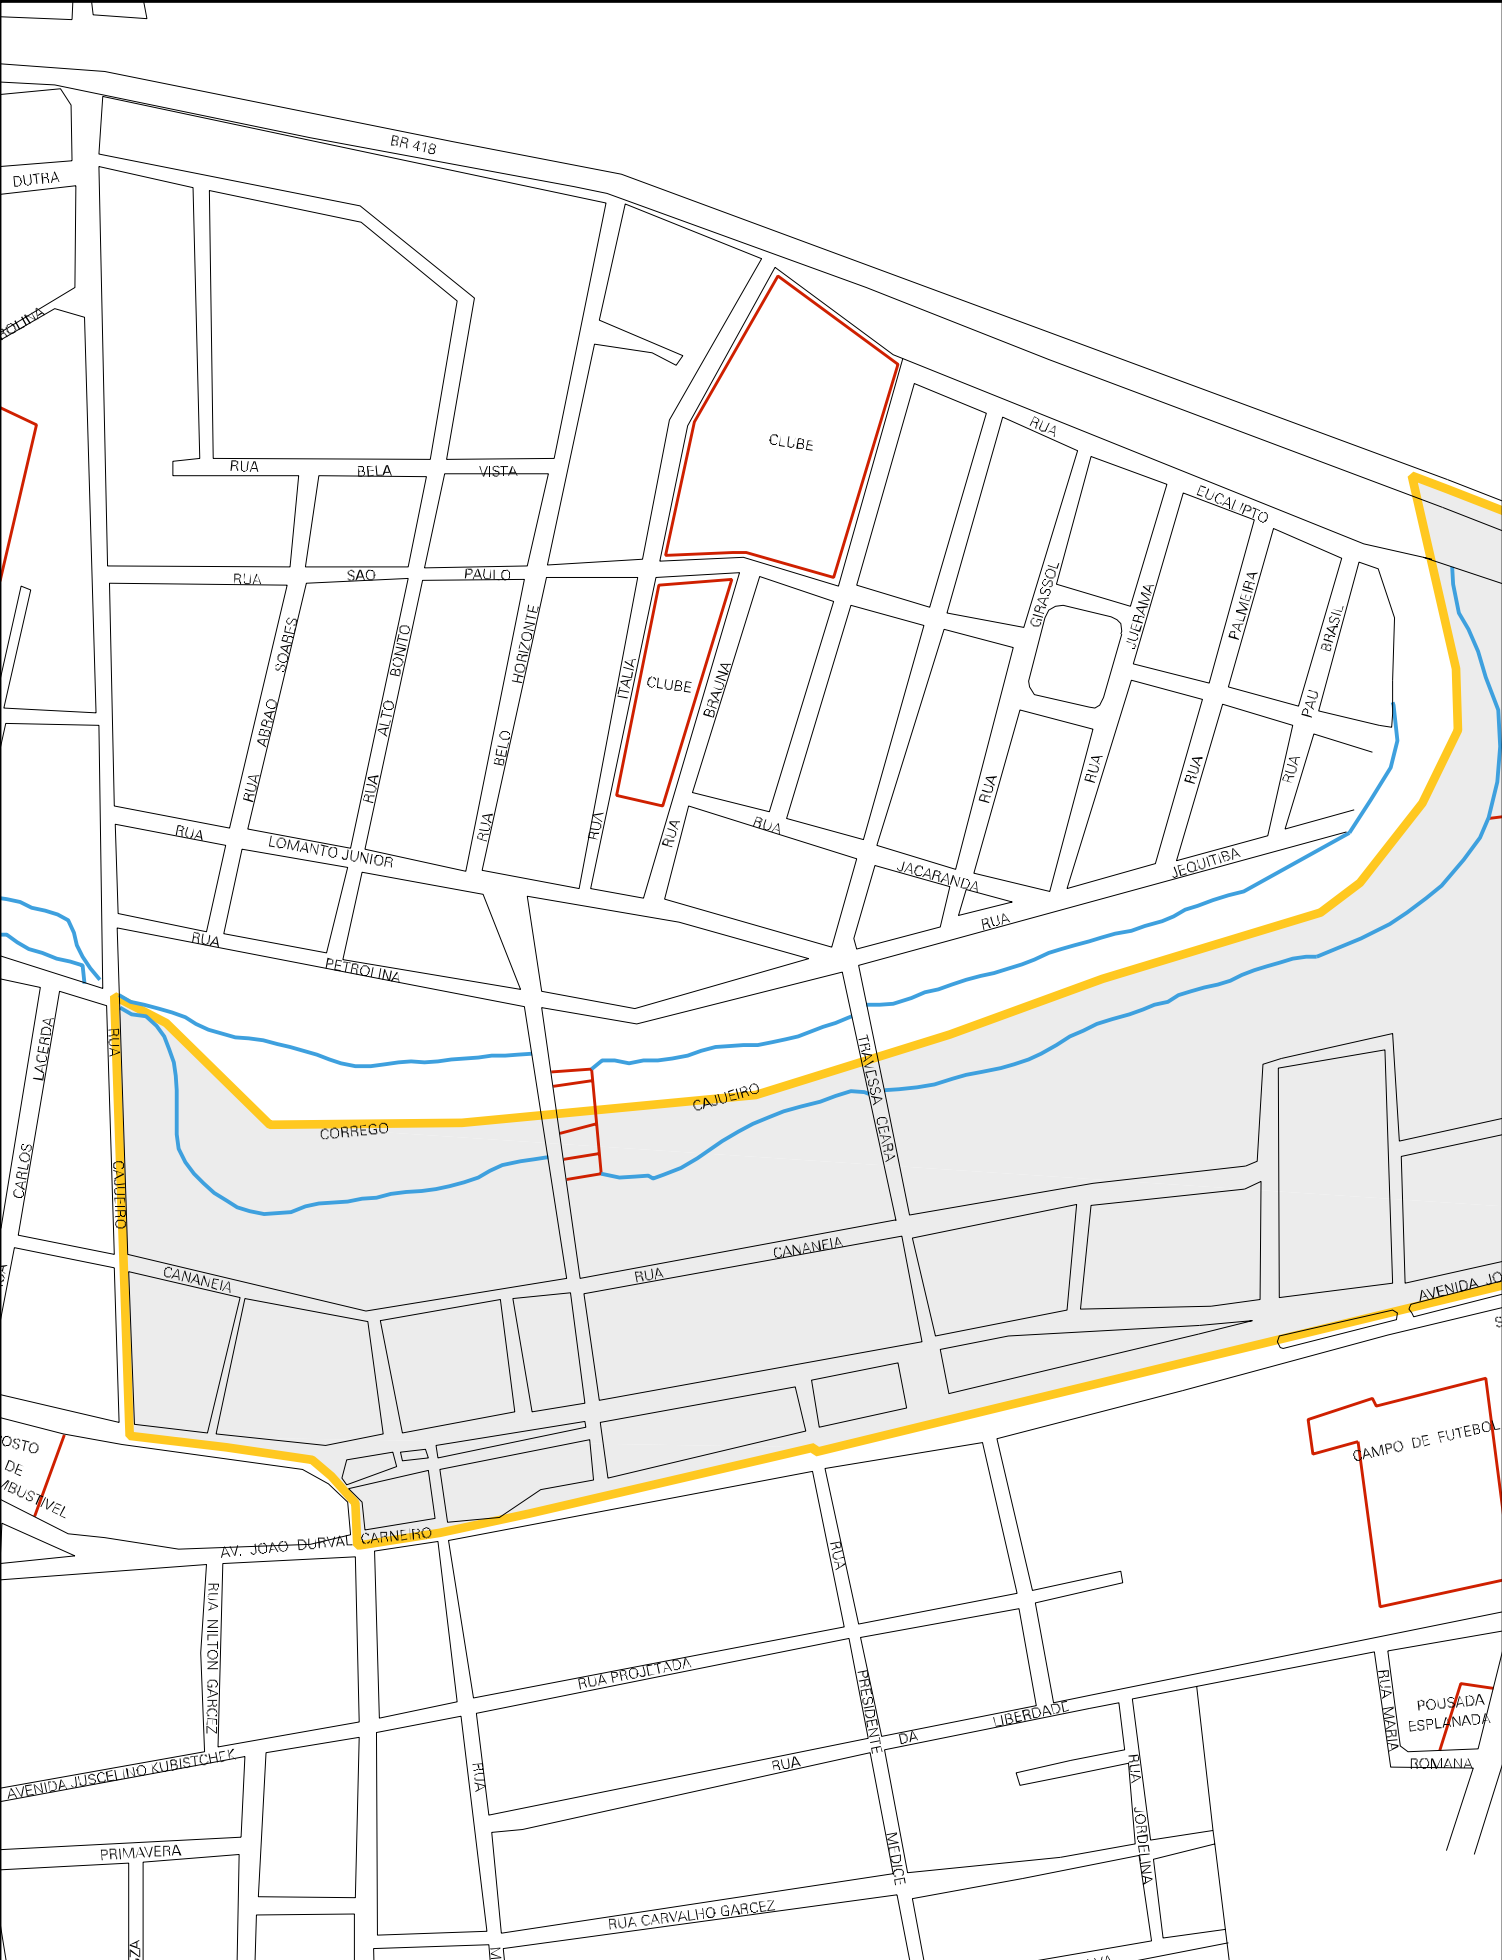 BR 418
DUTRA
CLUBE
RUA
EUCALIPTO
RUA BELA VISTA
RUA SAO PAULO
GIRASSOL
JUERAMA
PALMEIRA
BRASIL
PAU
RUA ABRAO SOARES
RUA ALTO BONITO
RUA BELO HORIZONTE
RUA ITALIA
CLUBE
RUA BRAUNA
RUA
RUA
RUA
RUA
RUA LOMANTO JUNIOR
RUA JACARANDA
RUA JEQUITIBA
RUA PETROLINA
CARLOS LACERDA
RUA CAJUEIRO
CORREGO CAJUEIRO
TRAVESSA CEARA
CANANEIA
RUA CANANEIA
AVENIDA JO
CAMPO DE FUTEBOL
OSTO
DE
MBUSTIVEL
AV. JOAO DURVAL CARNEIRO
RUA NILTON GARCEZ
RUA PROJETADA
RUA PRESIDENTE MEDICE
RUA DA LIBERDADE
RUA MARIA
ROMANA
POUSADA
ESPLANADA
AVENIDA JUSCELINO KUBISTCHEK
RUA
RUA JORDELINA
PRIMAVERA
RUA CARVALHO GARCEZ